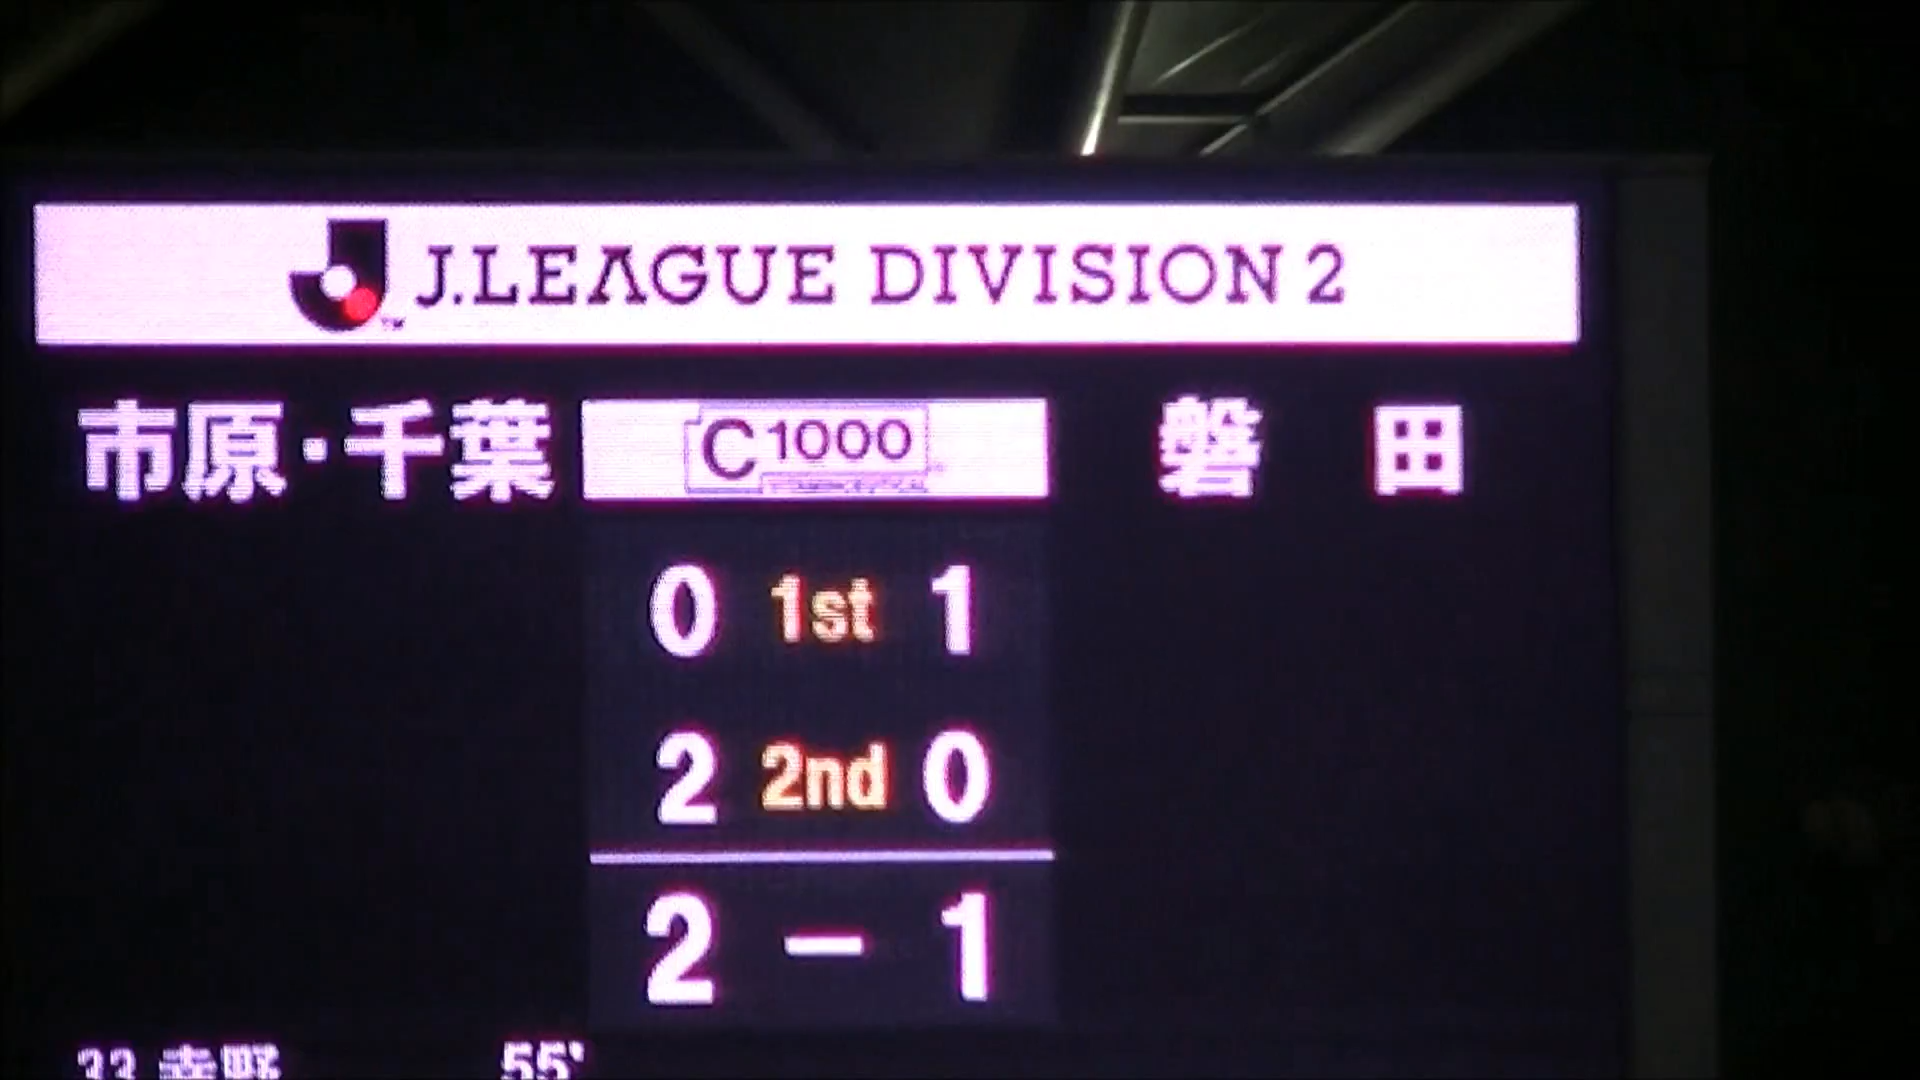 J.LEAGUE DIVISION 2
市原・千葉 C1000 磐田
0 1st 1
2 2nd 0
2 － 1
55'